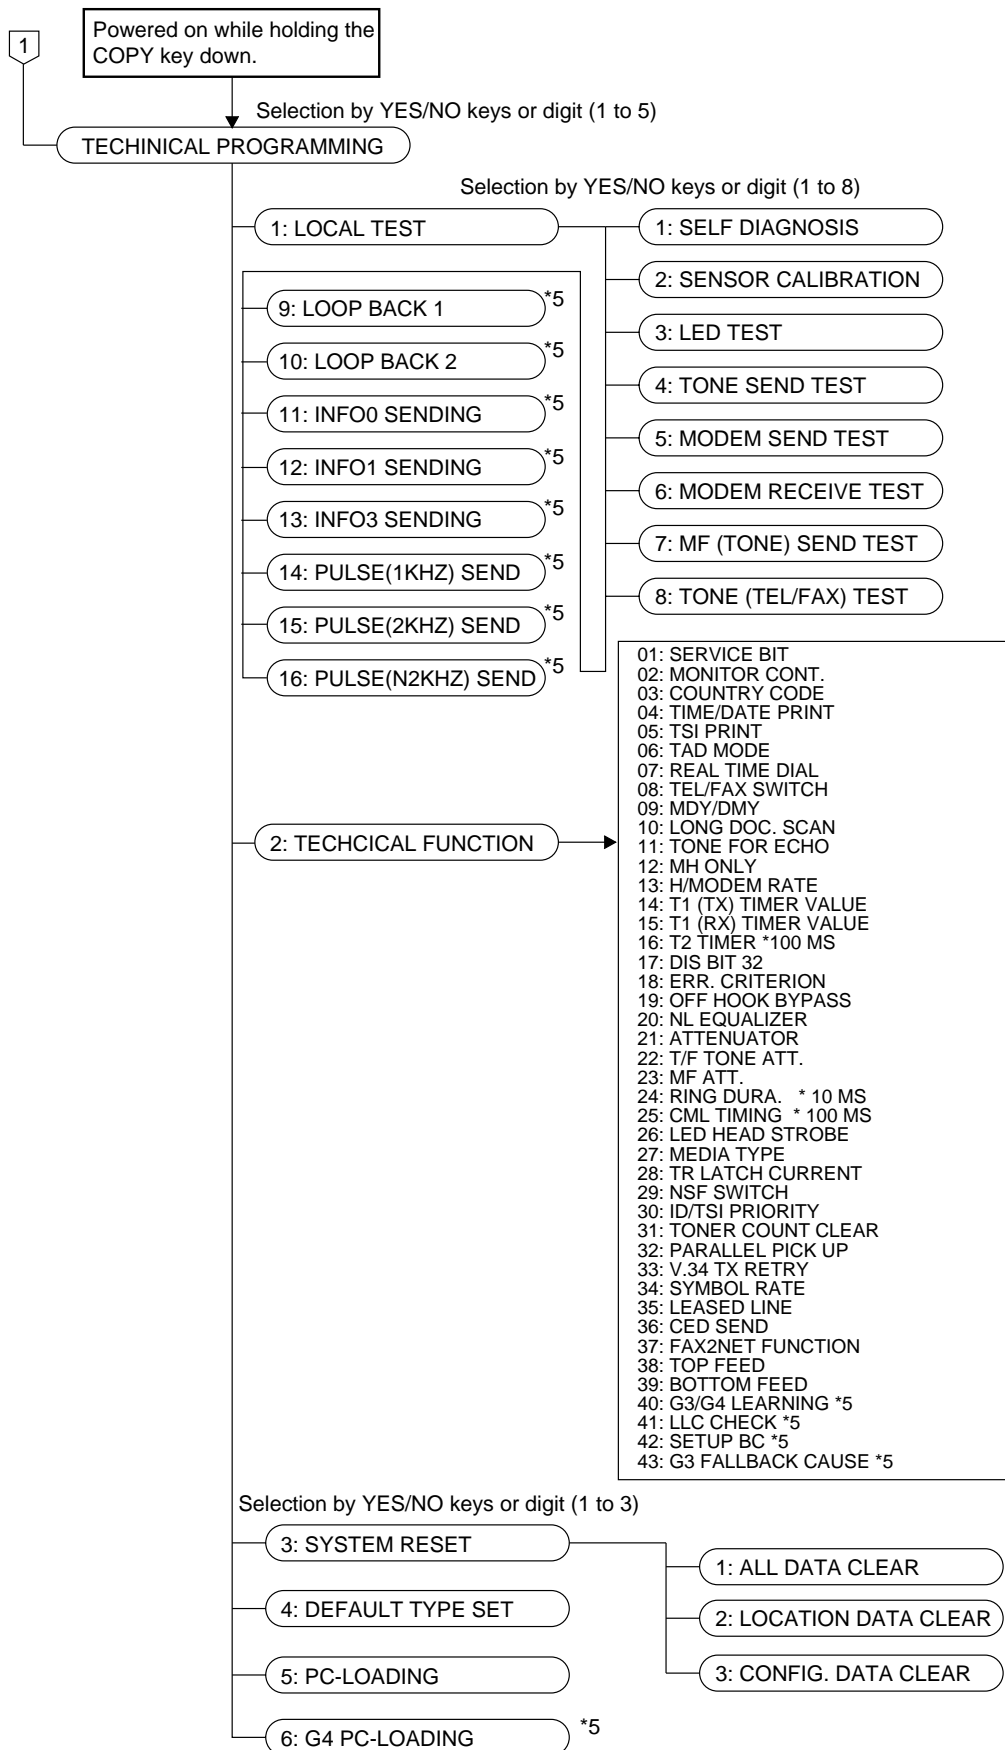 1
Powered on while holding the
COPY key down.
Selection by YES/NO keys or digit (1 to 5)
TECHINICAL PROGRAMMING
Selection by YES/NO keys or digit (1 to 8)
1: LOCAL TEST
1: SELF DIAGNOSIS
2: SENSOR CALIBRATION
3: LED TEST
4: TONE SEND TEST
5: MODEM SEND TEST
6: MODEM RECEIVE TEST
7: MF (TONE) SEND TEST
8: TONE (TEL/FAX) TEST
9: LOOP BACK 1 *5
10: LOOP BACK 2 *5
11: INFO0 SENDING *5
12: INFO1 SENDING *5
13: INFO3 SENDING *5
14: PULSE(1KHZ) SEND *5
15: PULSE(2KHZ) SEND *5
16: PULSE(N2KHZ) SEND *5
2: TECHCICAL FUNCTION
01: SERVICE BIT
02: MONITOR CONT.
03: COUNTRY CODE
04: TIME/DATE PRINT
05: TSI PRINT
06: TAD MODE
07: REAL TIME DIAL
08: TEL/FAX SWITCH
09: MDY/DMY
10: LONG DOC. SCAN
11: TONE FOR ECHO
12: MH ONLY
13: H/MODEM RATE
14: T1 (TX) TIMER VALUE
15: T1 (RX) TIMER VALUE
16: T2 TIMER *100 MS
17: DIS BIT 32
18: ERR. CRITERION
19: OFF HOOK BYPASS
20: NL EQUALIZER
21: ATTENUATOR
22: T/F TONE ATT.
23: MF ATT.
24: RING DURA. * 10 MS
25: CML TIMING * 100 MS
26: LED HEAD STROBE
27: MEDIA TYPE
28: TR LATCH CURRENT
29: NSF SWITCH
30: ID/TSI PRIORITY
31: TONER COUNT CLEAR
32: PARALLEL PICK UP
33: V.34 TX RETRY
34: SYMBOL RATE
35: LEASED LINE
36: CED SEND
37: FAX2NET FUNCTION
38: TOP FEED
39: BOTTOM FEED
40: G3/G4 LEARNING *5
41: LLC CHECK *5
42: SETUP BC *5
43: G3 FALLBACK CAUSE *5
Selection by YES/NO keys or digit (1 to 3)
3: SYSTEM RESET
1: ALL DATA CLEAR
2: LOCATION DATA CLEAR
3: CONFIG. DATA CLEAR
4: DEFAULT TYPE SET
5: PC-LOADING
6: G4 PC-LOADING *5